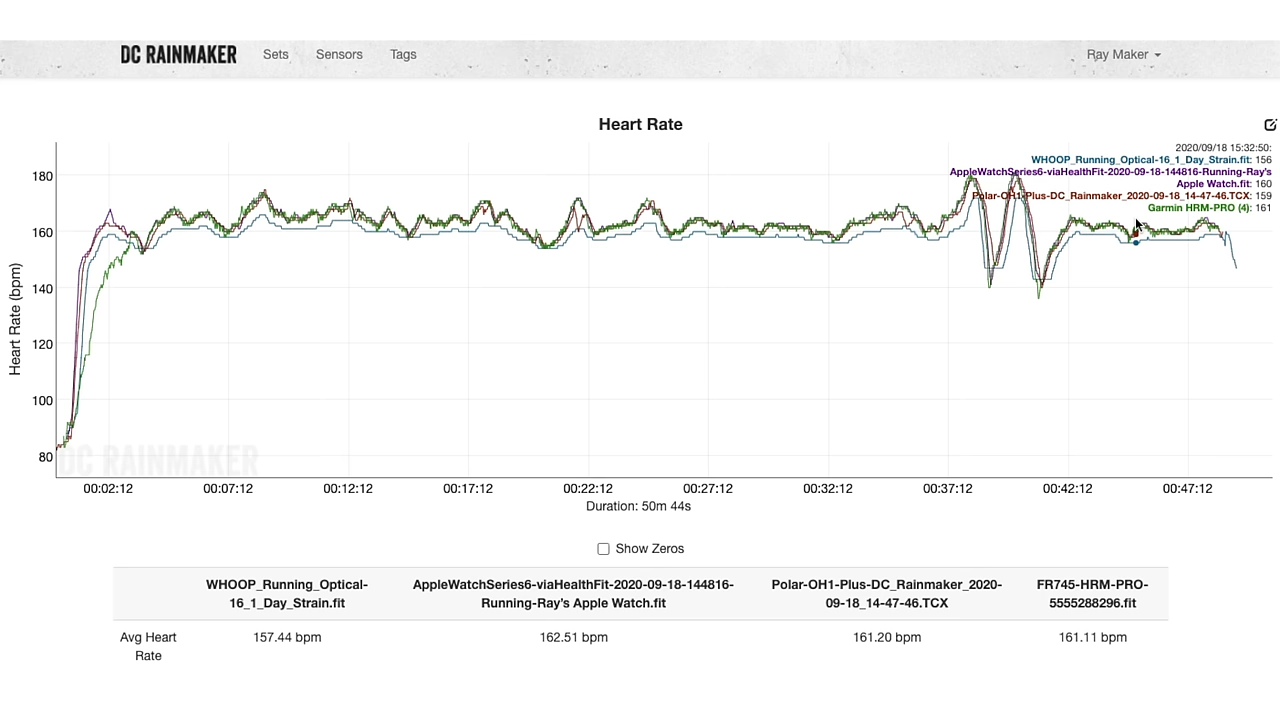 DC RAINMAKER
Sets
Sensors
Tags
Ray Maker
Heart Rate
2020/09/18 15:32:50:
WHOOP_Running_Optical-16_1_Day_Strain.fit: 156
AppleWatchSeries6-viaHealthFit-2020-09-18-144816-Running-Ray's
Apple Watch.fit: 160
Polar-OH1-Plus-DC_Rainmaker_2020-09-18_14-47-46.TCX: 159
Garmin HRM-PRO (4): 161
Heart Rate (bpm)
180
160
140
120
100
80
DC RAINMAKER
00:02:12
00:07:12
00:12:12
00:17:12
00:22:12
00:27:12
00:32:12
00:37:12
00:42:12
00:47:12
Duration: 50m 44s
Show Zeros
WHOOP_Running_Optical-
16_1_Day_Strain.fit
AppleWatchSeries6-viaHealthFit-2020-09-18-144816-
Running-Ray's Apple Watch.fit
Polar-OH1-Plus-DC_Rainmaker_2020-
09-18_14-47-46.TCX
FR745-HRM-PRO-
5555288296.fit
Avg Heart
Rate
157.44 bpm
162.51 bpm
161.20 bpm
161.11 bpm